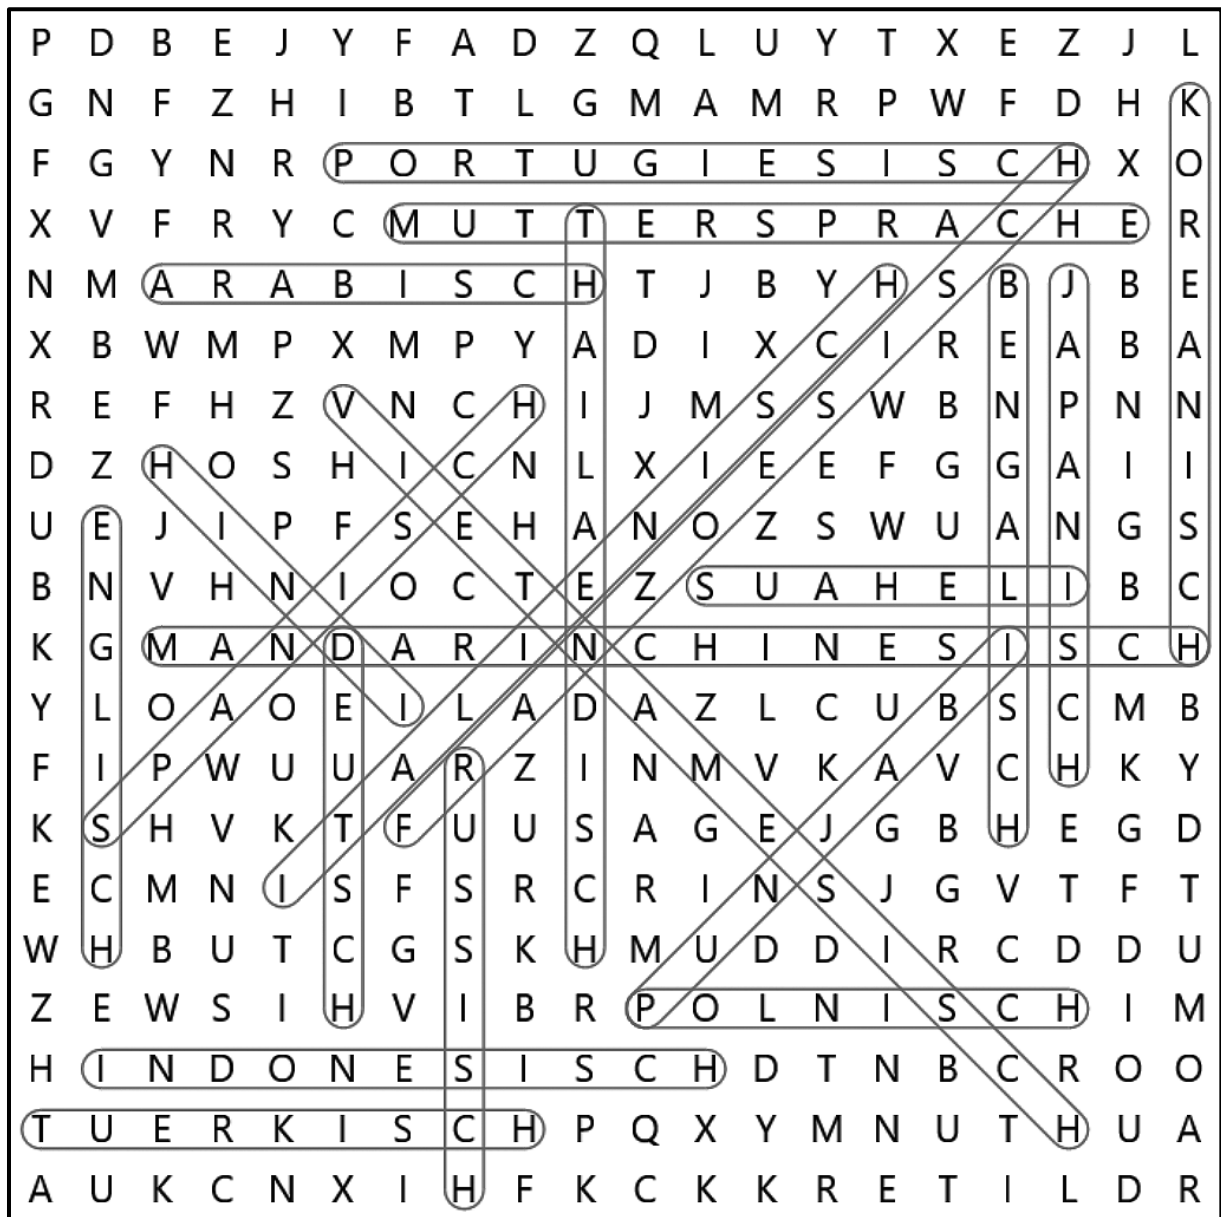 P D B E J Y F A D Z Q L U Y T X E Z J L
G N F Z H I B T L G M A M R P W F D H K
F G Y N R P O R T U G I E S I S C H X O
X V F R Y C M U T T E R S P R A C H E R
N M A R A B I S C H T J B Y H S B J B E
X B W M P X M P Y A D I X C I R E A B A
R E F H Z V N C H I J M S S W B N P N N
D Z H O S H I C N L X I E E F G G A I I
U E J I P F S E H A N O Z S W U A N G S
B N V H N I O C T E Z S U A H E L I B C
K G M A N D A R I N C H I N E S I S C H
Y L O A O E I L A D A Z L C U B S C M B
F I P W U U A R Z I N M V K A V C H K Y
K S H V K T F U U S A G E J G B H E G D
E C M N I S F S R C R I N S J G V T F T
W H B U T C G S K H M U D D I R C D D U
Z E W S I H V I B R P O L N I S C H I M
H I N D O N E S I S C H D T N B C R O O
T U E R K I S C H P Q X Y M N U T H U A
A U K C N X I H F K C K K R E T I L D R